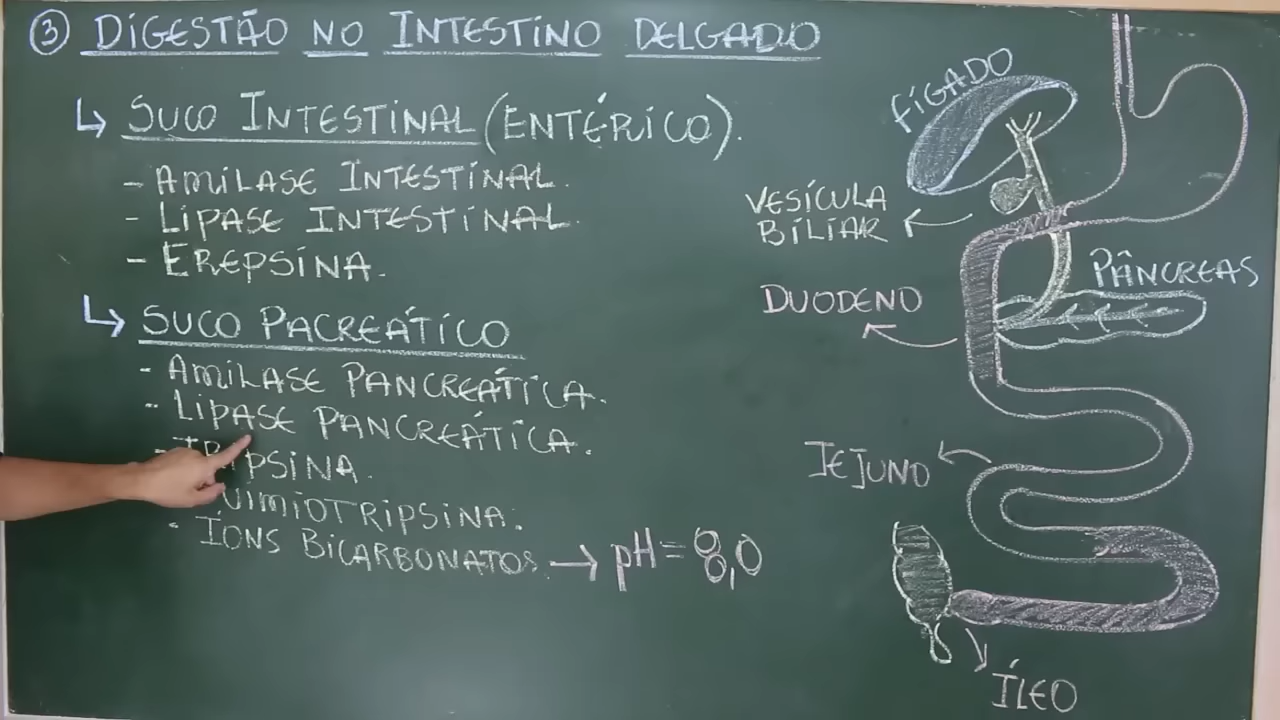 ③ DIGESTÃO NO INTESTINO DELGADO
↳ SUCO INTESTINAL (ENTÉRICO).
- AMILASE INTESTINAL.
- LIPASE INTESTINAL.
- EREPSINA.
↳ SUCO PACREÁTICO
- AMILASE PANCREÁTICA.
- LIPASE PANCREÁTICA.
- TRIPSINA.
UIMIOTRIPSINA.
- ÍONS BICARBONATOS. → pH = 8,0
FÍGADO
VESÍCULA
BILIAR
PÂNCREAS
DUODENO
JEJUNO
ÍLEO